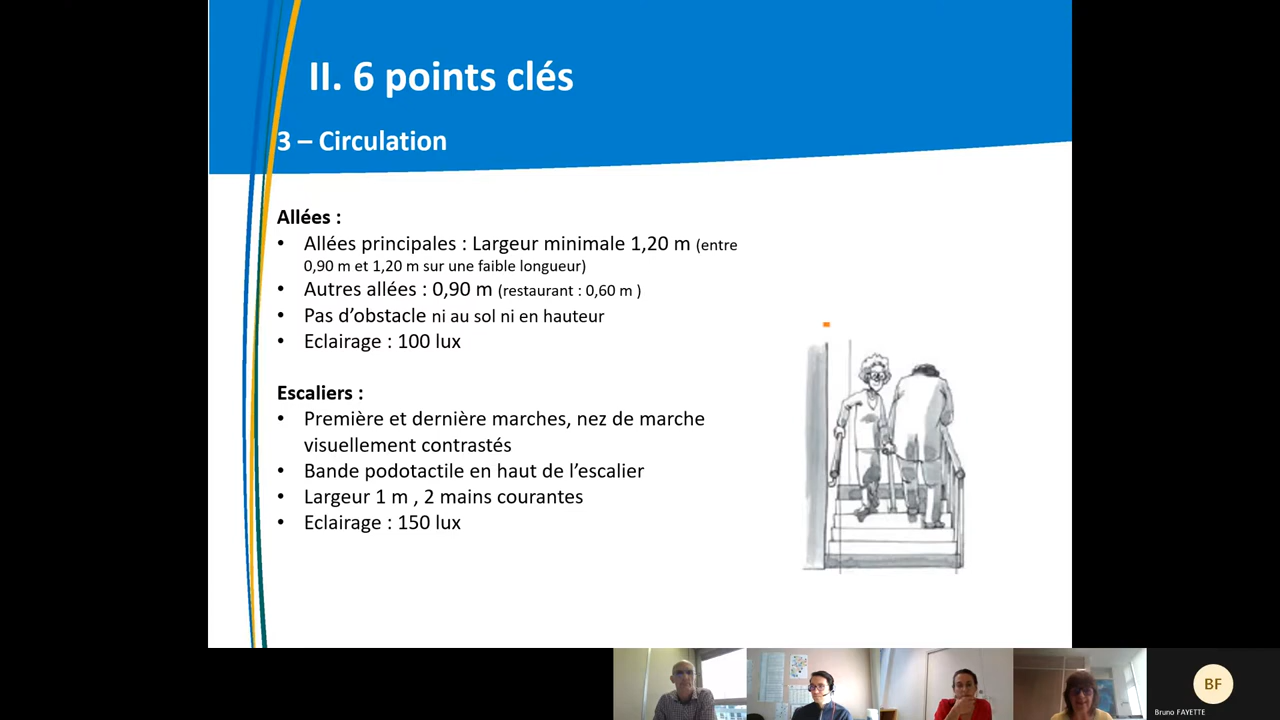 II. 6 points clés
3 – Circulation
Allées :
• Allées principales : Largeur minimale 1,20 m (entre
0,90 m et 1,20 m sur une faible longueur)
• Autres allées : 0,90 m (restaurant : 0,60 m )
• Pas d’obstacle ni au sol ni en hauteur
• Eclairage : 100 lux
Escaliers :
• Première et dernière marches, nez de marche
visuellement contrastés
• Bande podotactile en haut de l’escalier
• Largeur 1 m , 2 mains courantes
• Eclairage : 150 lux
BF
Bruno FAYETTE